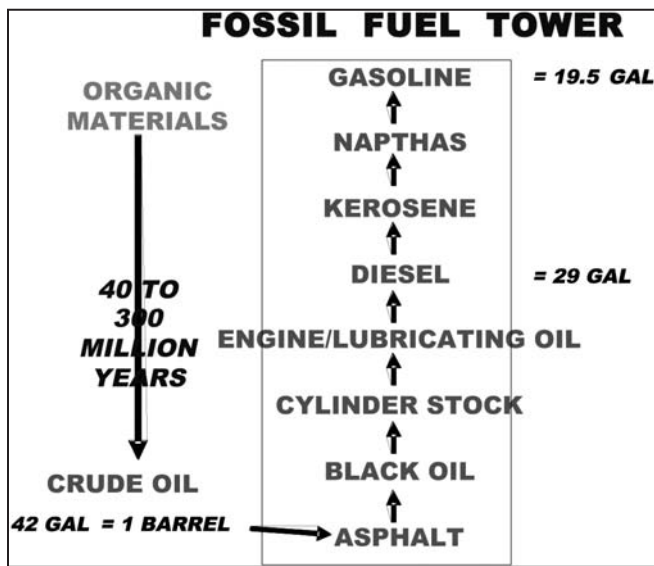 FOSSIL FUEL TOWER
ORGANIC
MATERIALS
40 TO
300
MILLION
YEARS
CRUDE OIL
42 GAL = 1 BARREL
GASOLINE
= 19.5 GAL
NAPTHAS
KEROSENE
DIESEL
= 29 GAL
ENGINE/LUBRICATING OIL
CYLINDER STOCK
BLACK OIL
ASPHALT